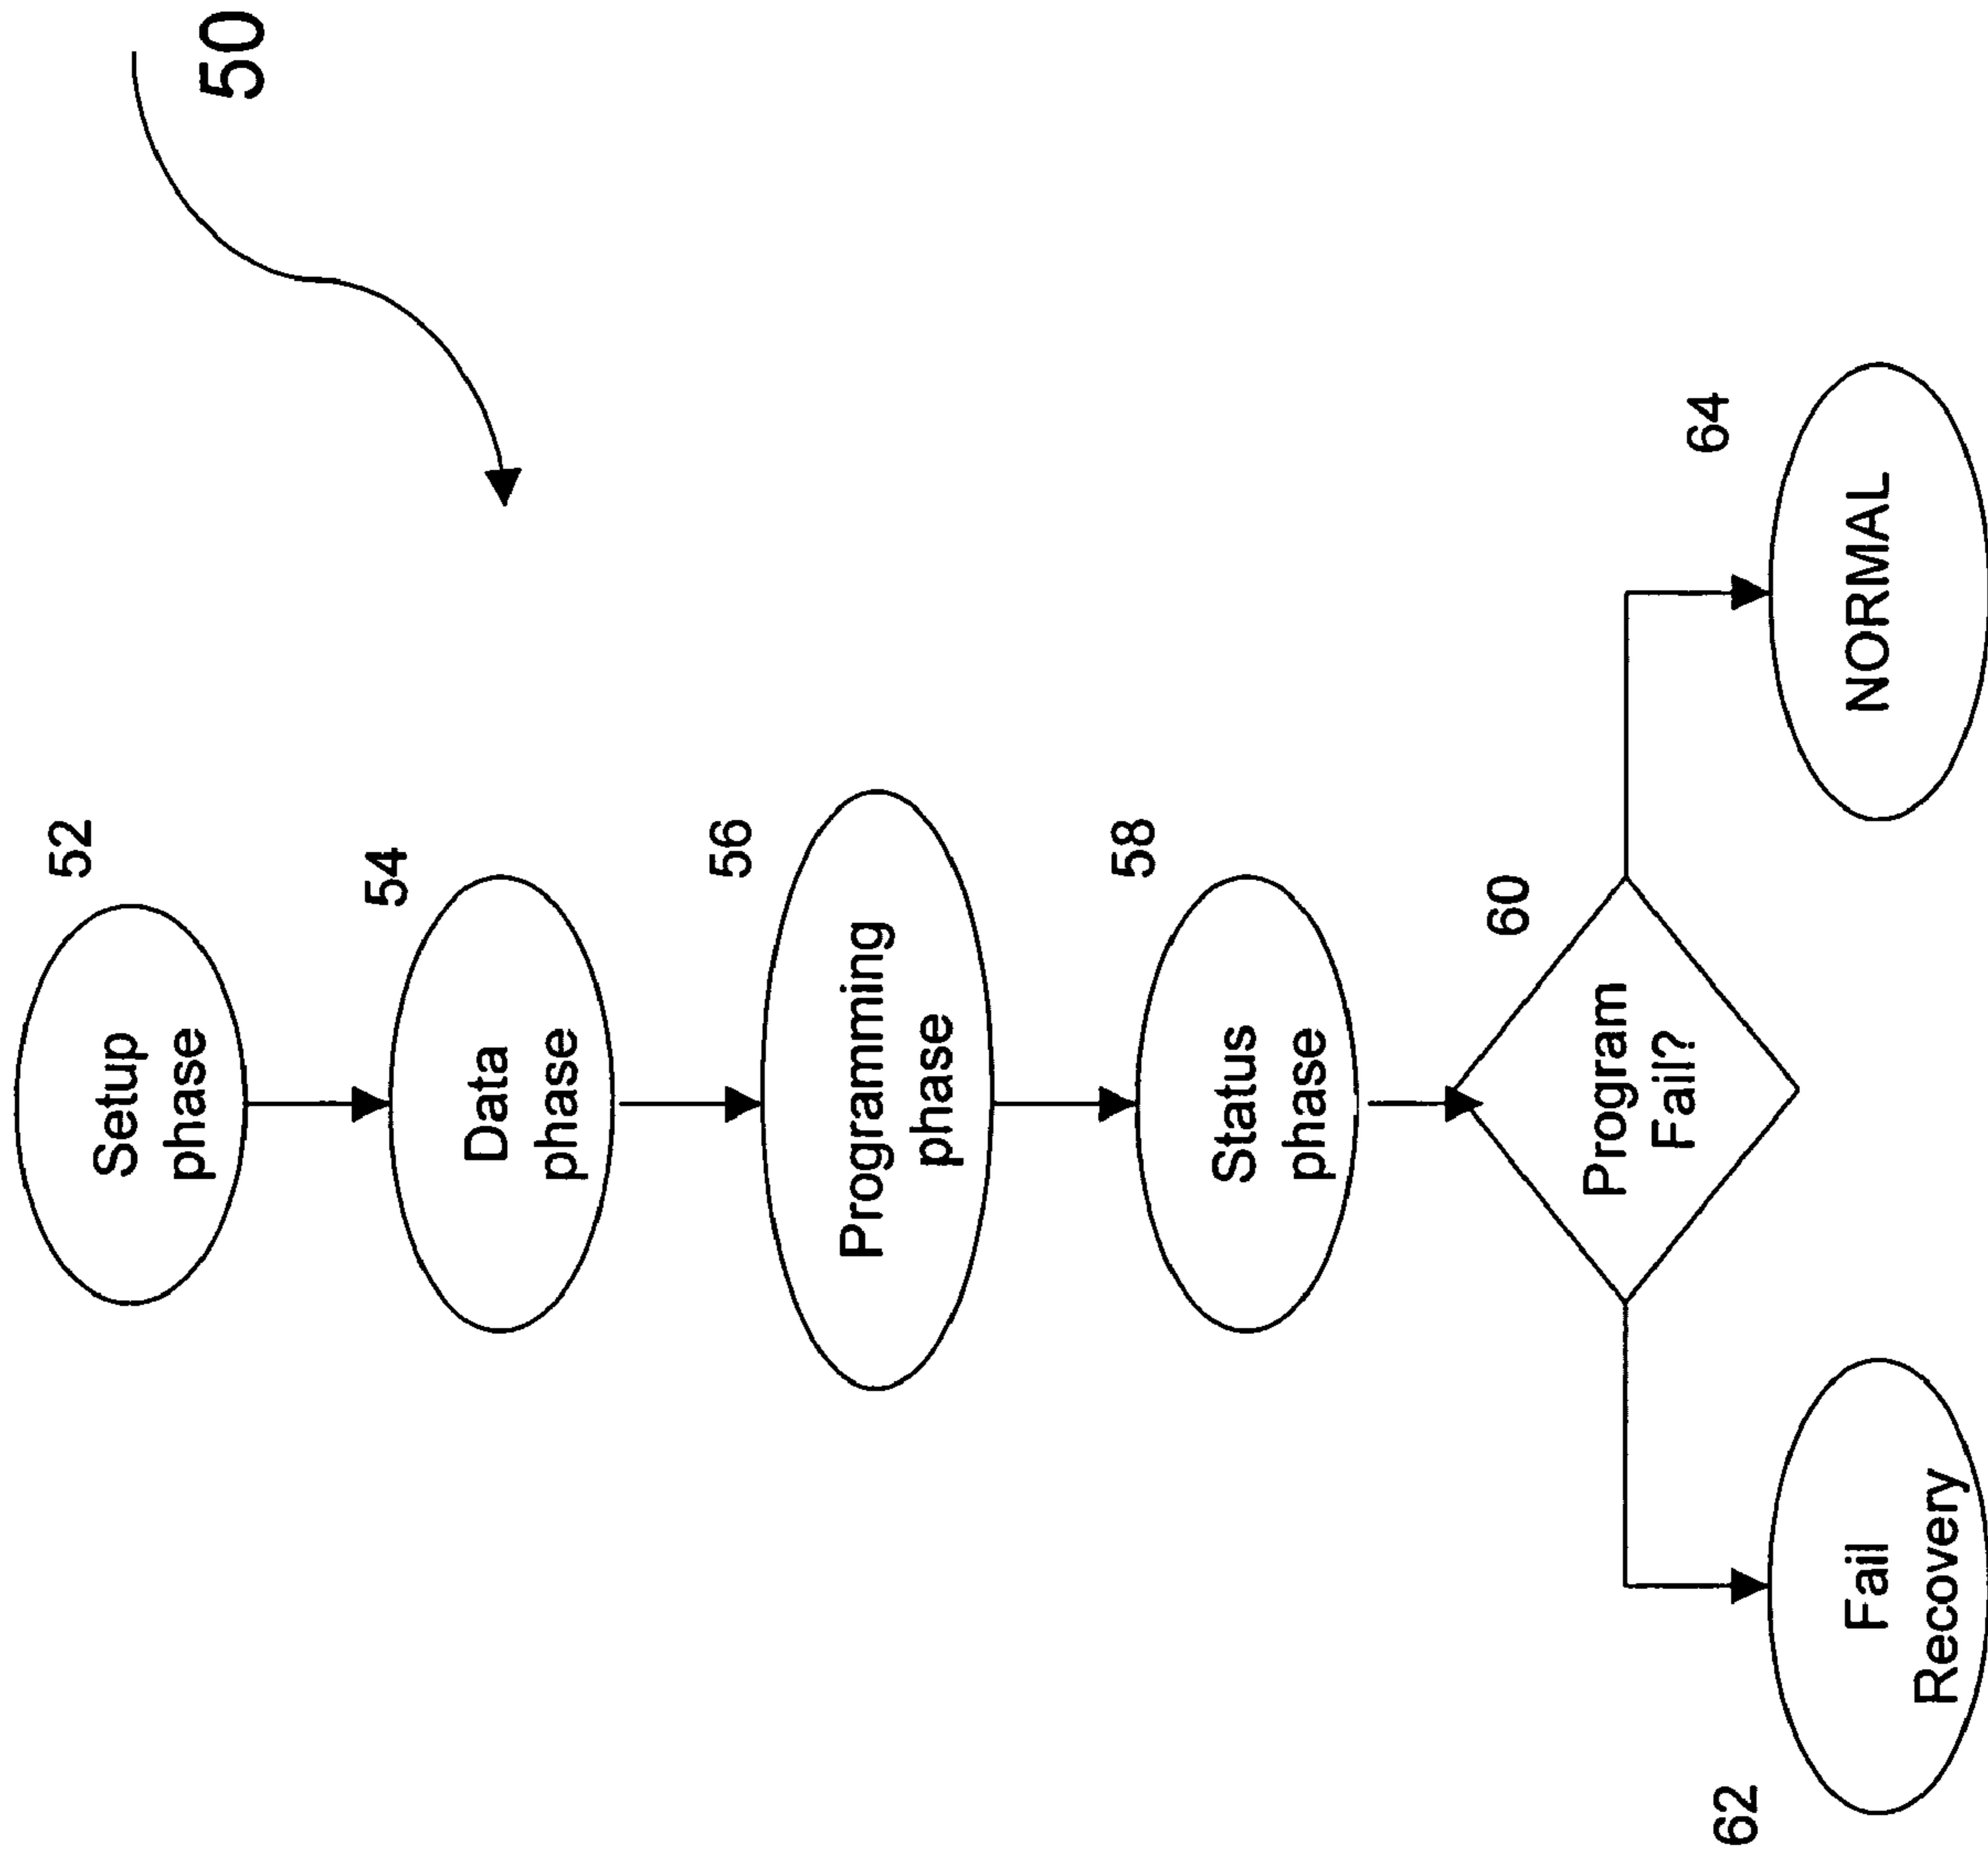 50
52
Setup
phase
54
Data
phase
56
Programming
phase
58
Status
phase
60
Program
Fail?
62
Fail
Recovery
64
NORMAL